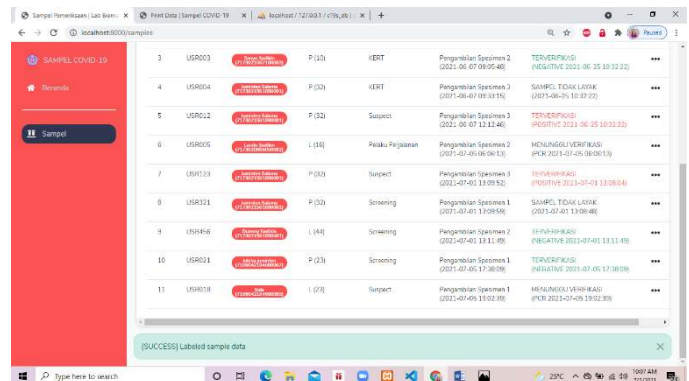 Sampel Pemeriksaan | Lab Biom
Print Data | Sampel COVID-19
localhost / 127.0.0.1 /
localhost:8000/samples
Paused
SAMPEL COVID-19
Beranda
Sampel
3 USR003 P (10) KERT Pengambilan Spesimen 2 TERVERIFIKASI
(2021-06-07 09:05:48) (NEGATIVE 2021-06-25 10:32:22)
4 USR004 P (32) KERT Pengambilan Spesimen 3 SAMPEL TIDAK LAYAK
(2021-06-07 09:33:15) (2021-06-25 10:32:22)
5 USR012 P (32) Suspect Pengambilan Spesimen 3 TERVERIFIKASI
(2021-06-07 12:12:46) (POSITIVE 2021-06-25 10:32:22)
6 USR005 L (16) Pelaku Perjalanan Pengambilan Spesimen 2 MENUNGGU VERIFIKASI
(2021-07-05 06:06:13) (PCR 2021-07-05 06:06:13)
7 USR123 P (32) Suspect Pengambilan Spesimen 3 TERVERIFIKASI
(2021-07-01 13:09:52) (POSITIVE 2021-07-01 13:08:04)
8 USR321 P (32) Screening Pengambilan Spesimen 1 SAMPEL TIDAK LAYAK
(2021-07-01 13:09:59) (2021-07-01 13:08:48)
9 USR456 L (44) Screening Pengambilan Spesimen 2 TERVERIFIKASI
(2021-07-01 13:11:49) (NEGATIVE 2021-07-01 13:11:49)
10 USR021 P (23) Screening Pengambilan Spesimen 1 TERVERIFIKASI
(2021-07-05 17:38:09) (NEGATIVE 2021-07-05 17:38:09)
11 USR018 L (23) Suspect Pengambilan Spesimen 1 MENUNGGU VERIFIKASI
(2021-07-05 19:02:39) (PCR 2021-07-05 19:02:39)
[SUCCESS] Labeled sample data
Type here to search
25°C
10:07 AM